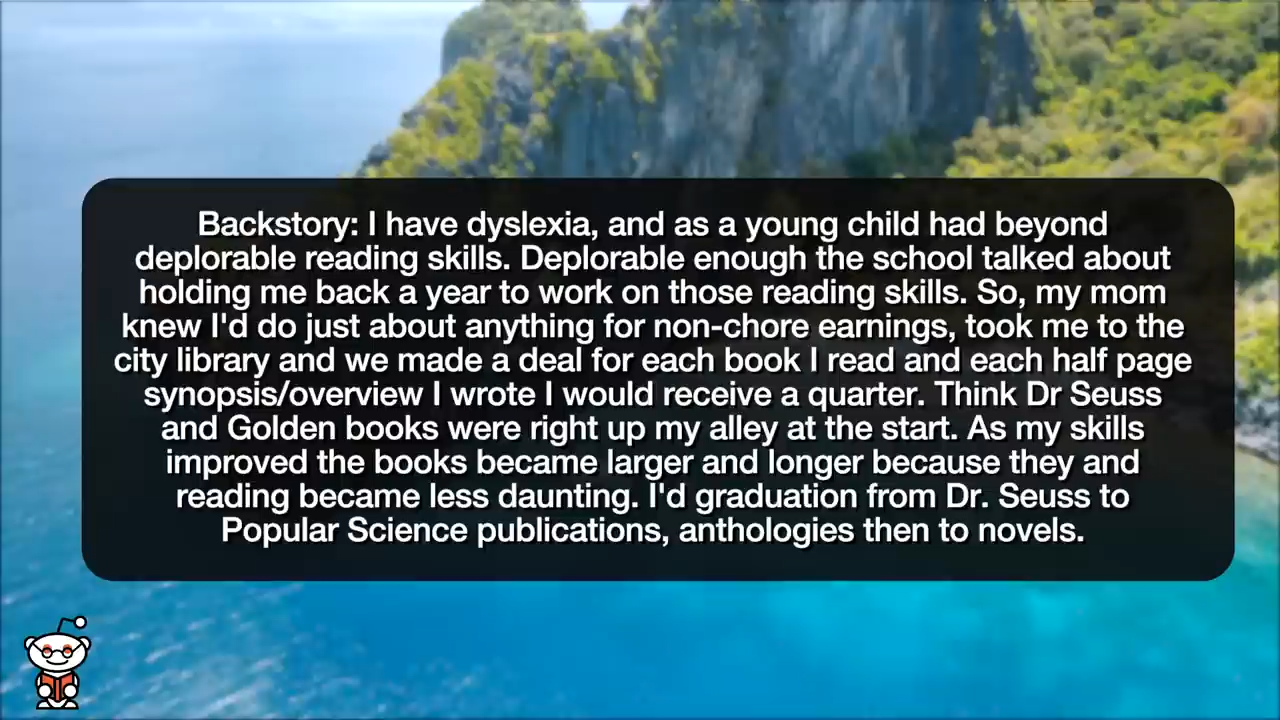 Backstory: I have dyslexia, and as a young child had beyond
deplorable reading skills. Deplorable enough the school talked about
holding me back a year to work on those reading skills. So, my mom
knew I'd do just about anything for non-chore earnings, took me to the
city library and we made a deal for each book I read and each half page
synopsis/overview I wrote I would receive a quarter. Think Dr Seuss
and Golden books were right up my alley at the start. As my skills
improved the books became larger and longer because they and
reading became less daunting. I'd graduation from Dr. Seuss to
Popular Science publications, anthologies then to novels.